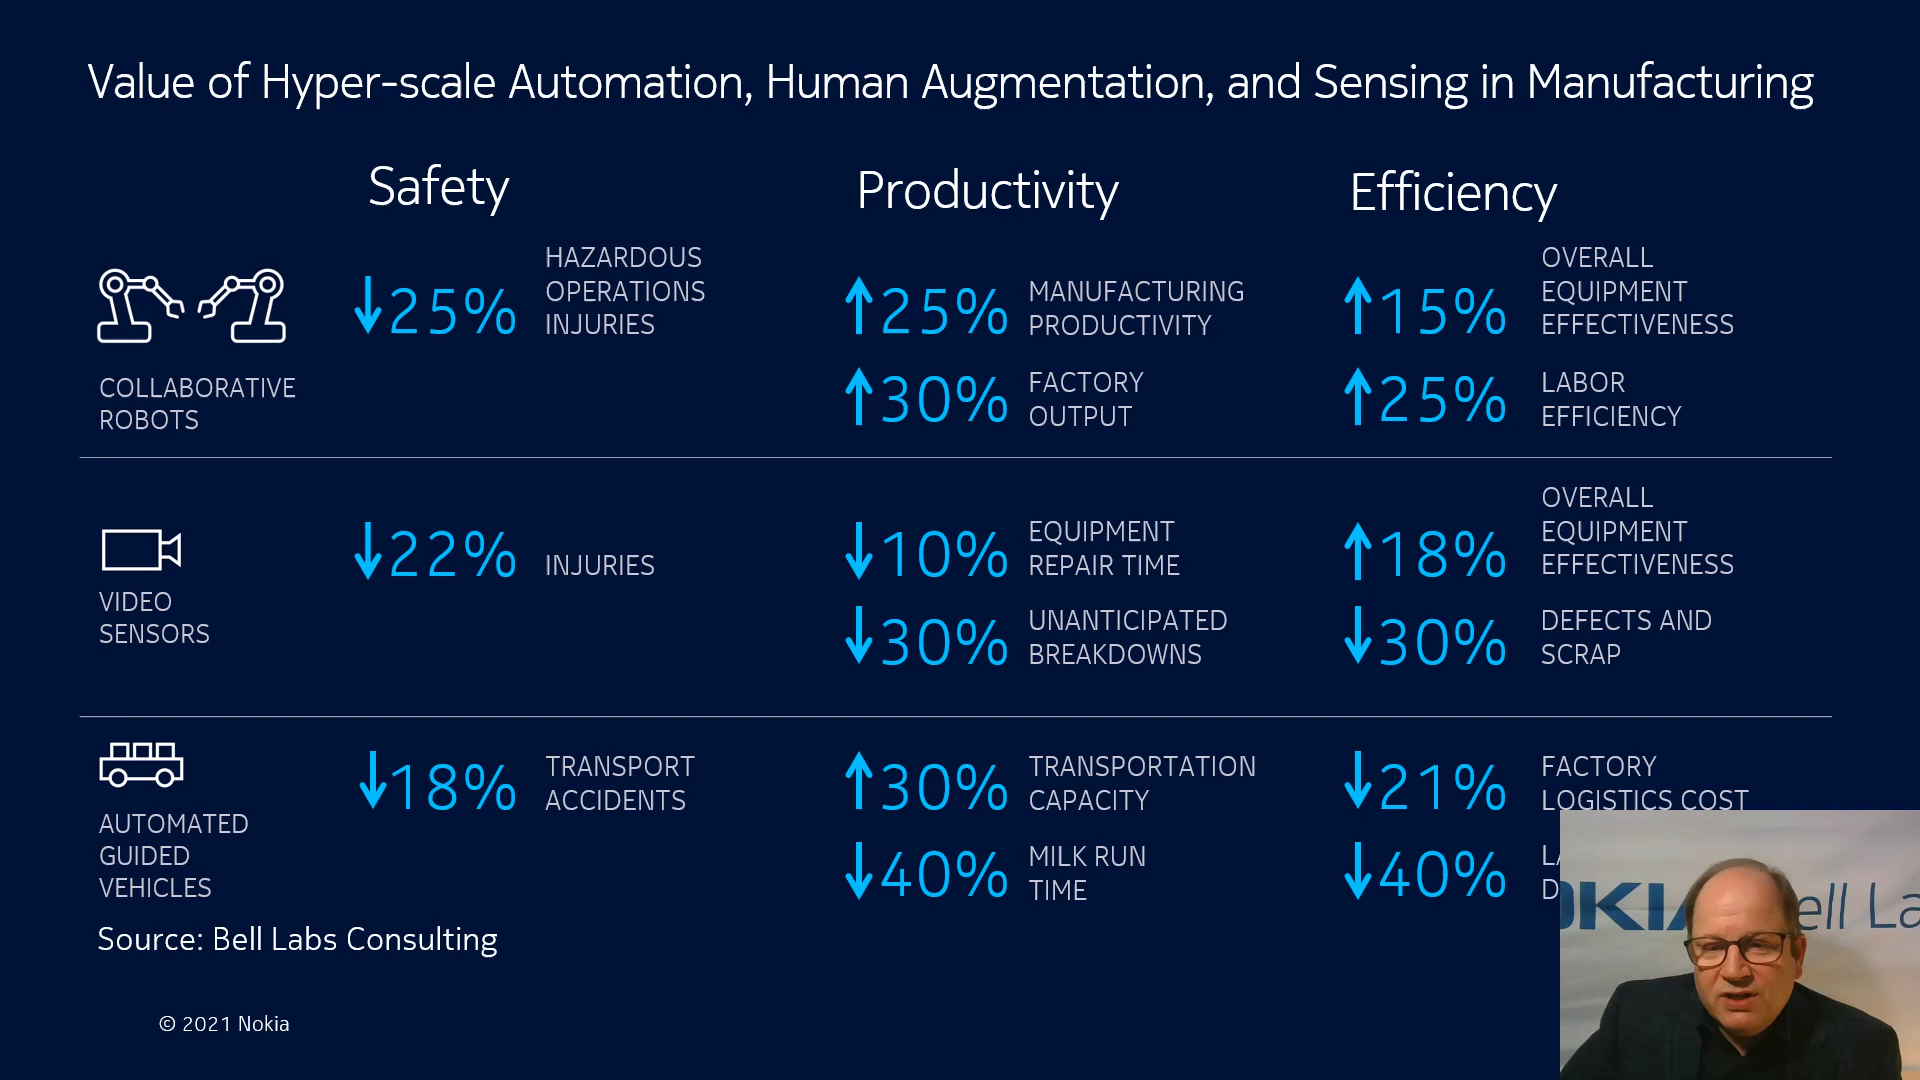 Value of Hyper-scale Automation, Human Augmentation, and Sensing in Manufacturing
Safety
Productivity
Efficiency
COLLABORATIVE
ROBOTS
25%
HAZARDOUS
OPERATIONS
INJURIES
25%
MANUFACTURING
PRODUCTIVITY
30%
FACTORY
OUTPUT
15%
OVERALL
EQUIPMENT
EFFECTIVENESS
25%
LABOR
EFFICIENCY
VIDEO
SENSORS
22%
INJURIES
10%
EQUIPMENT
REPAIR TIME
30%
UNANTICIPATED
BREAKDOWNS
18%
OVERALL
EQUIPMENT
EFFECTIVENESS
30%
DEFECTS AND
SCRAP
AUTOMATED
GUIDED
VEHICLES
18%
TRANSPORT
ACCIDENTS
30%
TRANSPORTATION
CAPACITY
40%
MILK RUN
TIME
21%
FACTORY
LOGISTICS COST
40%
Source: Bell Labs Consulting
© 2021 Nokia